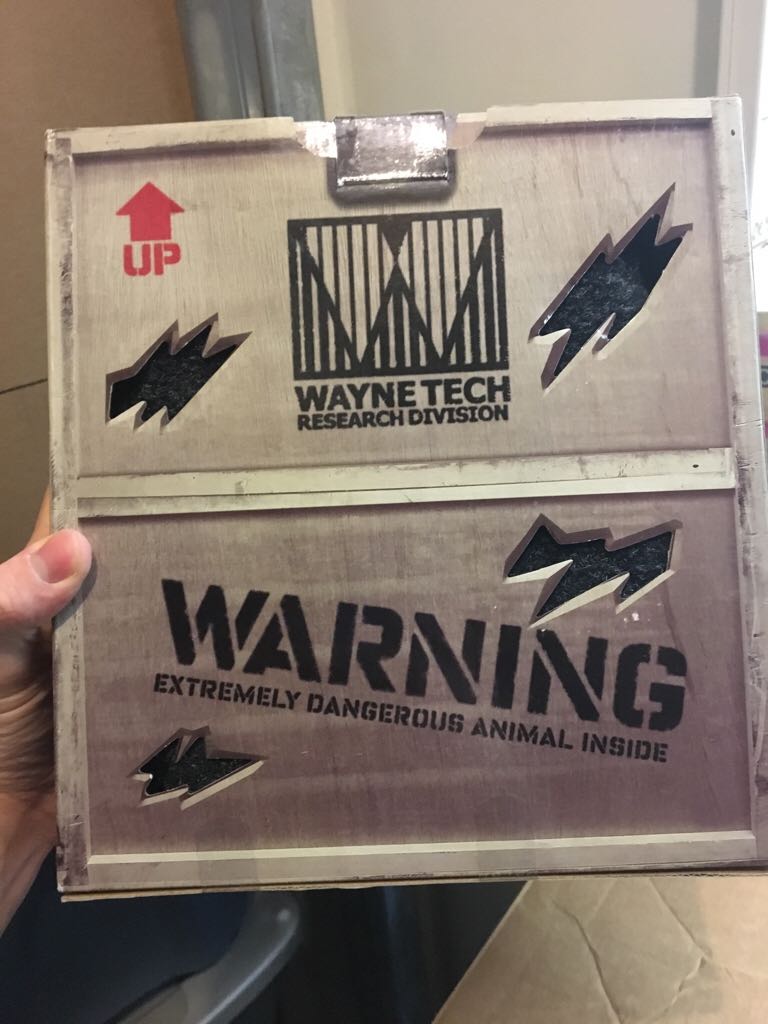 UP
WAYNE TECH
RESEARCH DIVISION
WARNING
EXTREMELY DANGEROUS ANIMAL INSIDE